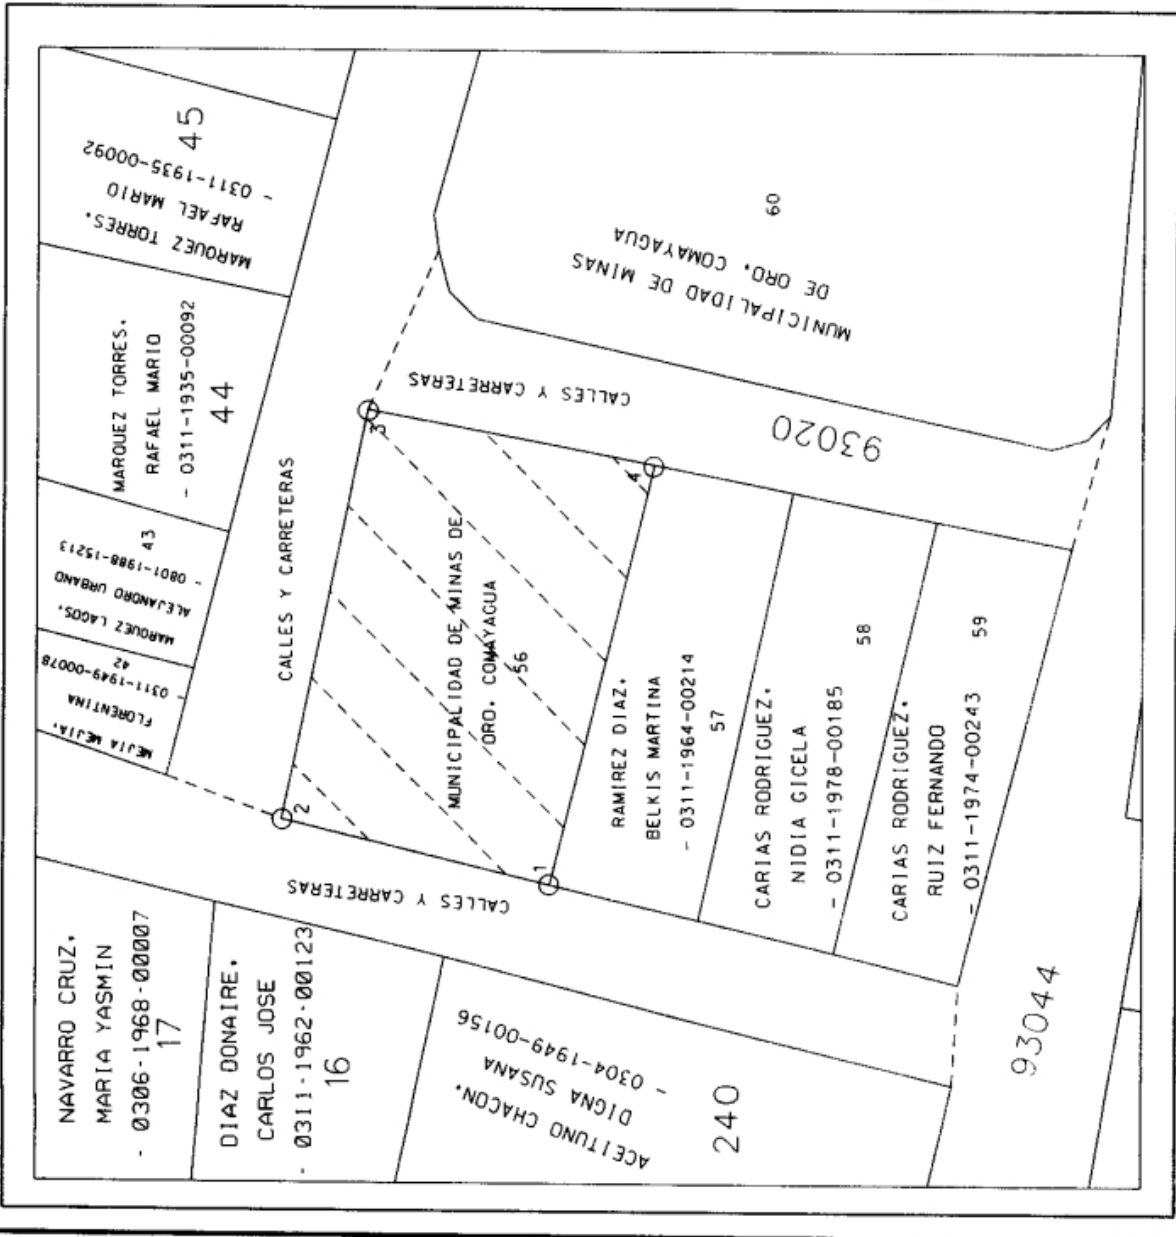 MARQUEZ TORRES.
RAFAEL MARIO
- 0311-1935-00092
45
MARQUEZ TORRES.
RAFAEL MARIO
- 0311-1935-00092
44
MARQUEZ LAGOS.
ALEJANDRO URBANO
- 0801-1988-15213
43
MEJIA MEJIA.
FLORENTINA
- 0311-1949-00078
42
CALLES Y CARRETERAS
CALLES Y CARRETERAS
MUNICIPALIDAD DE MINAS
DE ORO. COMAYAGUA
60
93020
3
4
2
1
MUNICIPALIDAD DE MINAS DE
ORO. COMAYAGUA
56
RAMIREZ DIAZ.
BELKIS MARTINA
- 0311-1964-00214
57
CARIAS RODRIGUEZ.
NIDIA GICELA
- 0311-1978-00185
58
CARIAS RODRIGUEZ.
RUIZ FERNANDO
- 0311-1974-00243
59
CALLES Y CARRETERAS
NAVARRO CRUZ.
MARIA YASMIN
- 0306-1968-00007
17
DIAZ DONAIRE.
CARLOS JOSE
- 0311-1962-00123
16
ACEITUNO CHACON.
DIGNA SUSANA
- 0304-1949-00156
240
93044